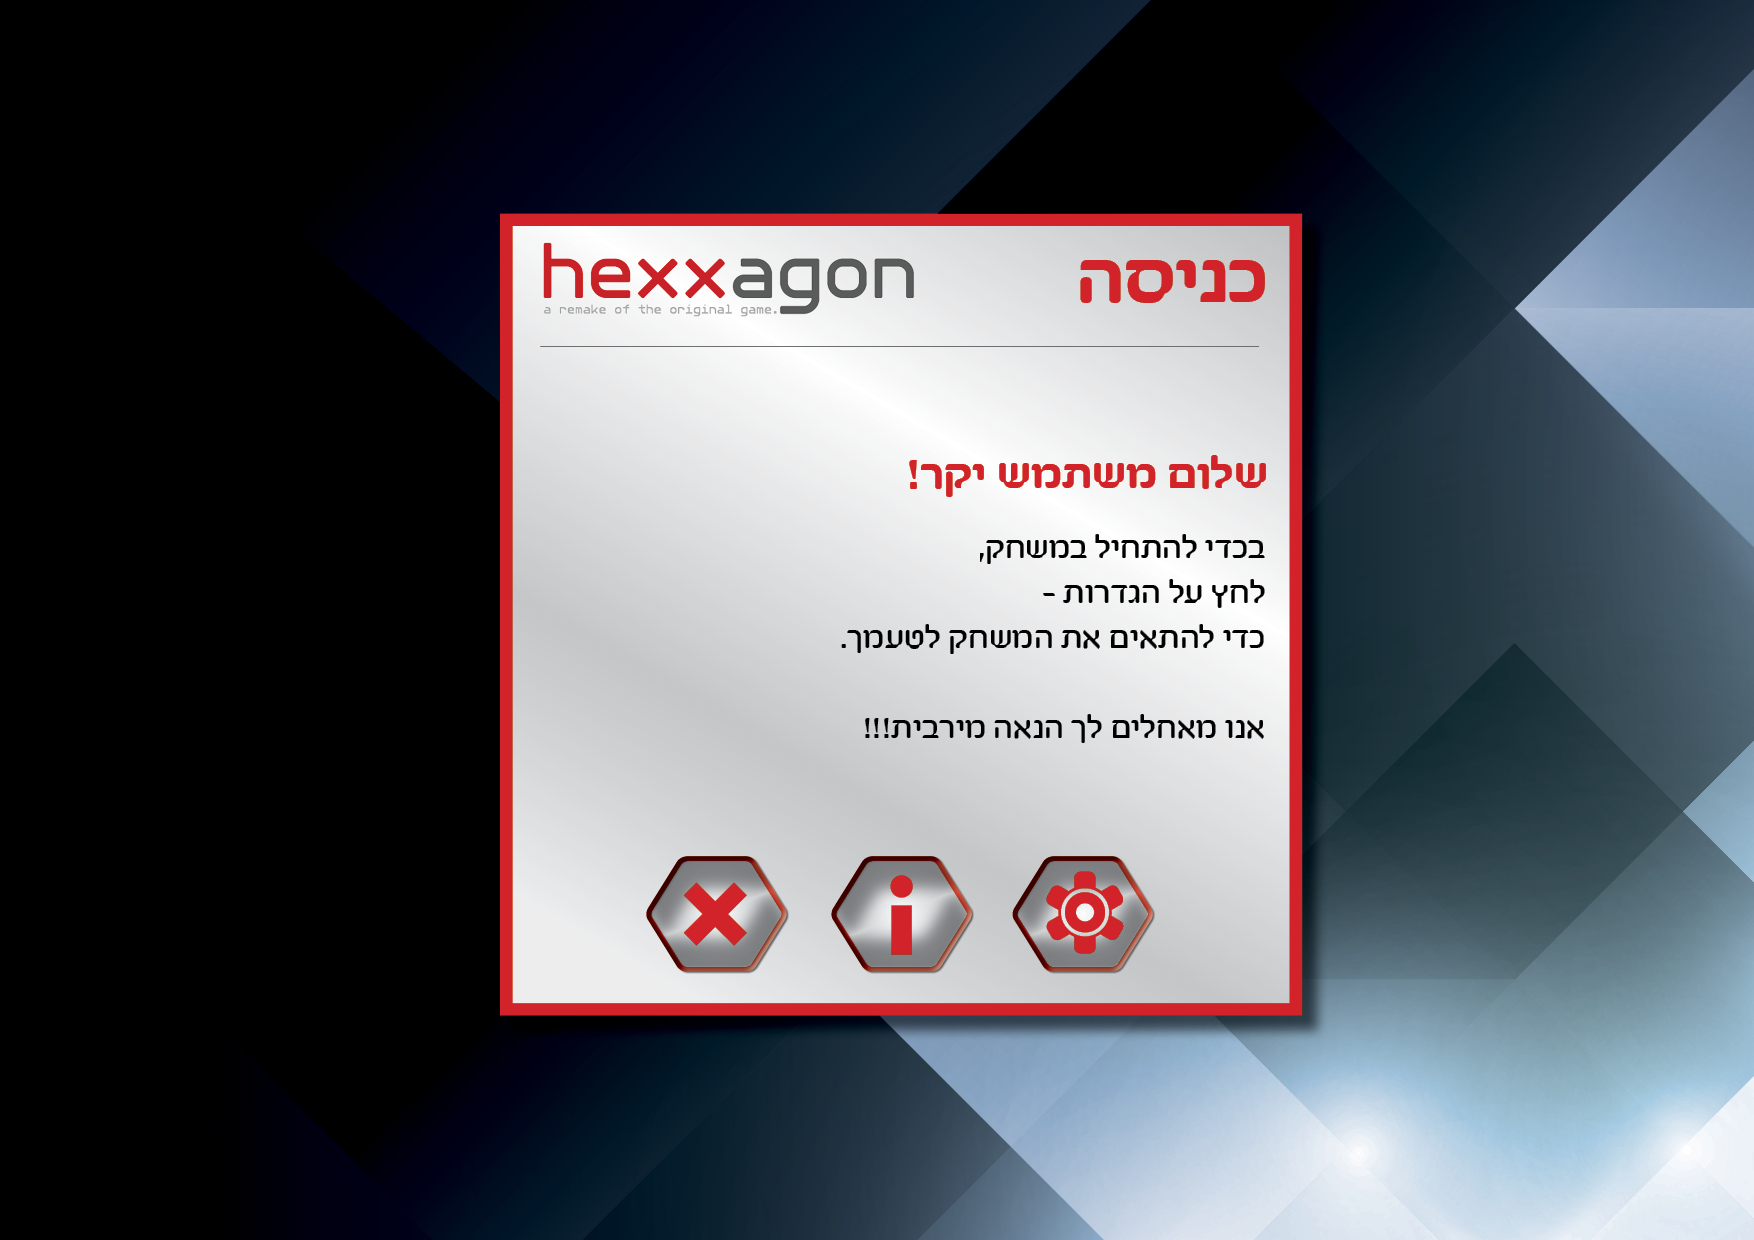 hexxagon
a remake of the original game.
כניסה
שלום משתמש יקר!
בכדי להתחיל במשחק,
לחץ על הגדרות -
כדי להתאים את המשחק לטעמך.
אנו מאחלים לך הנאה מירבית!!!